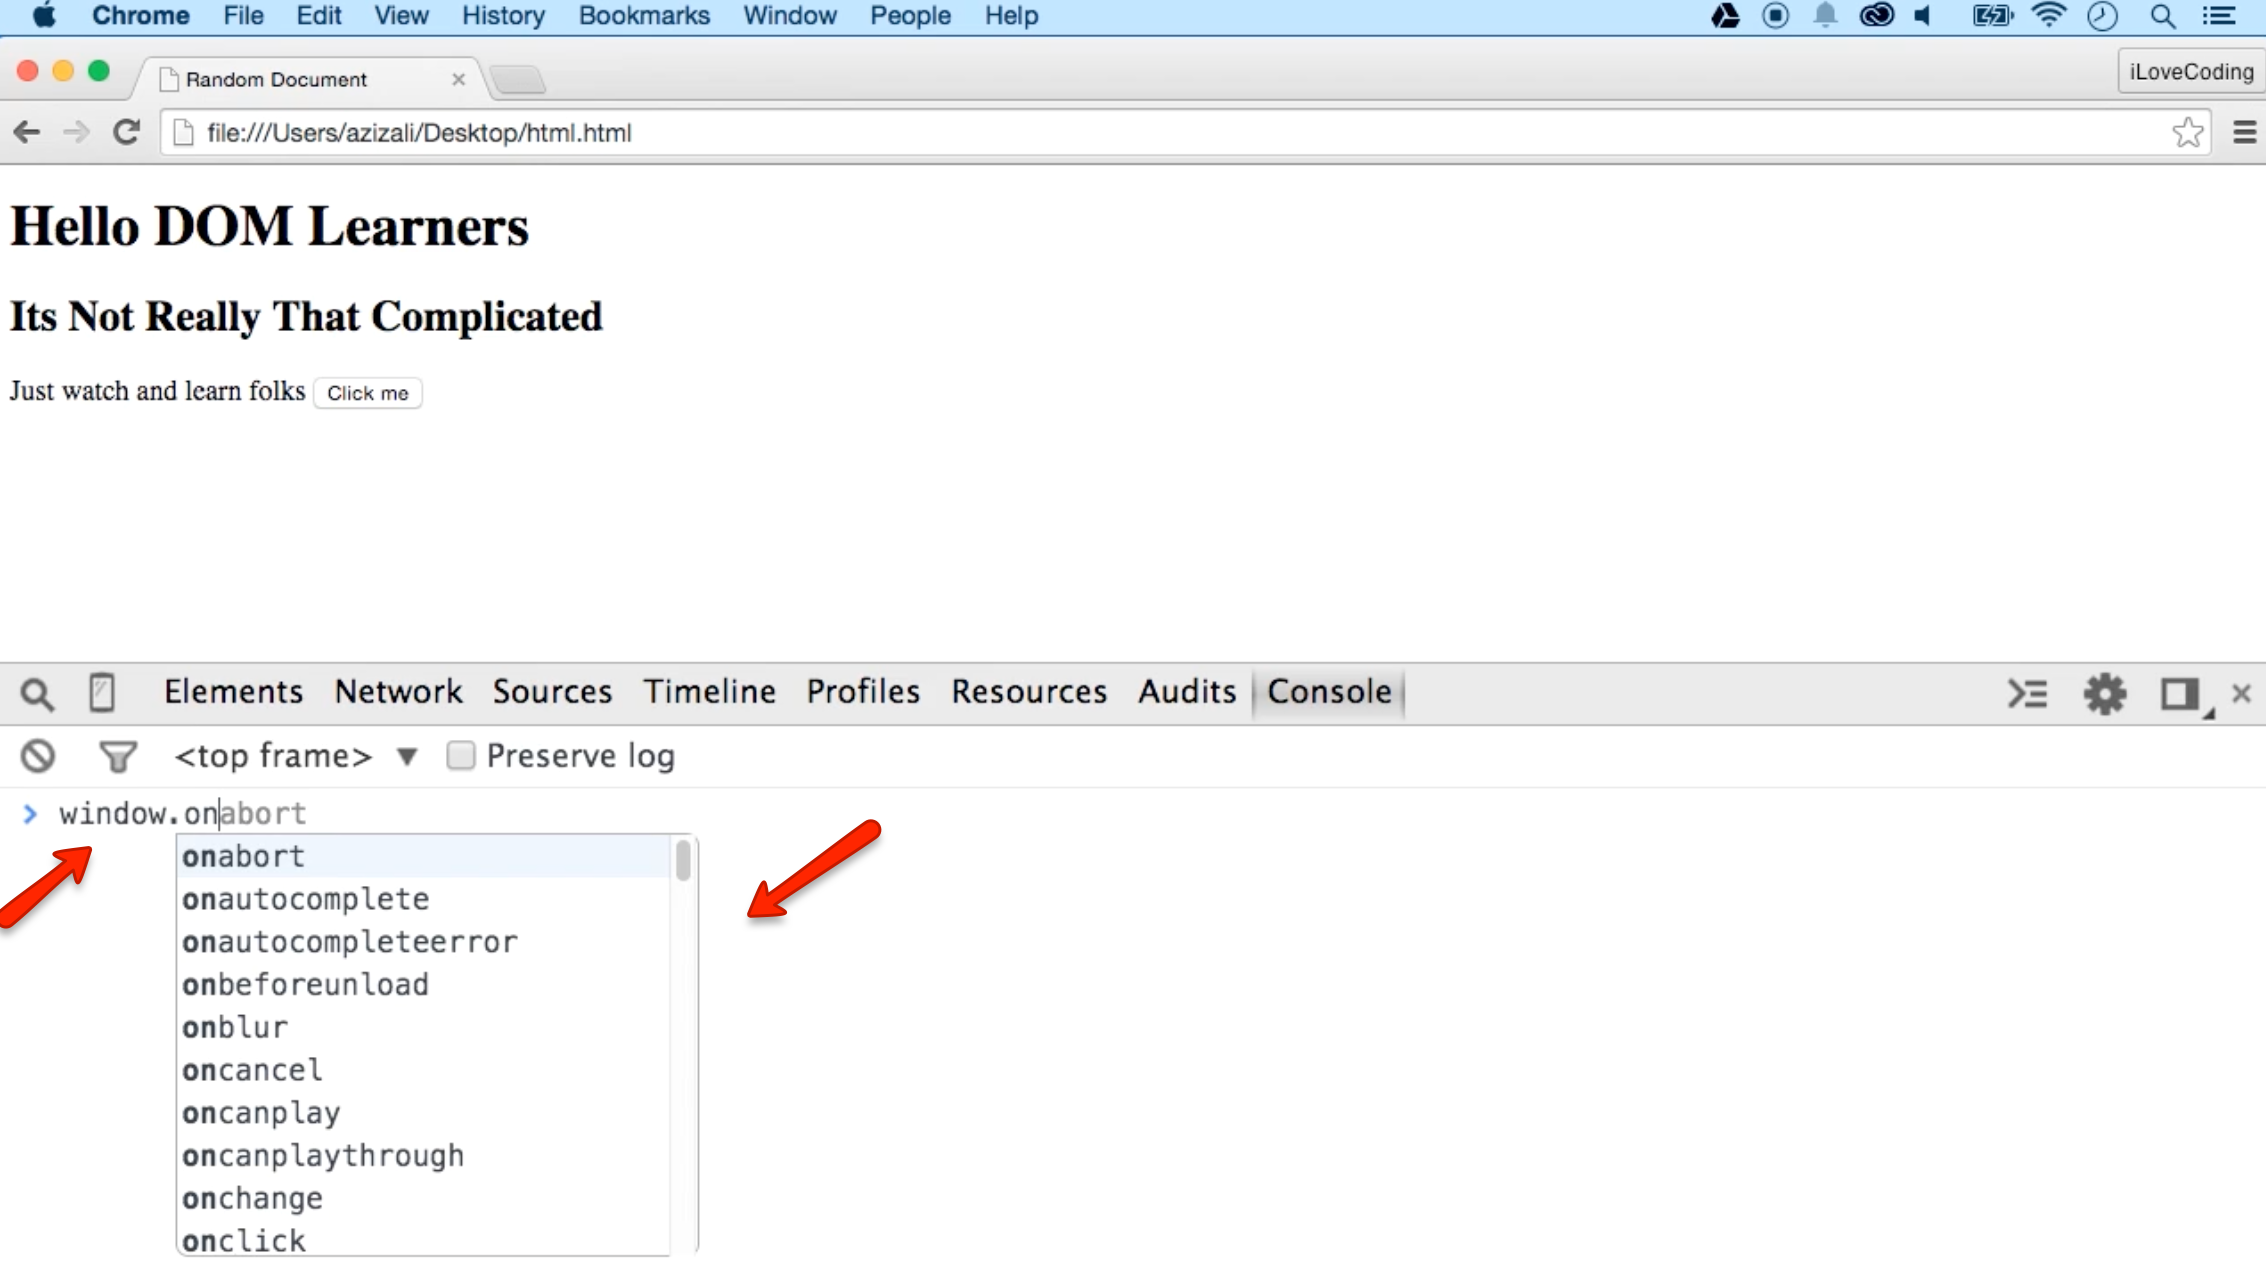 Chrome File Edit View History Bookmarks Window People Help
Random Document
iLoveCoding
file:///Users/azizali/Desktop/html.html
Hello DOM Learners
Its Not Really That Complicated
Just watch and learn folks Click me
Elements Network Sources Timeline Profiles Resources Audits Console
<top frame> Preserve log
window.onabort
onabort
onautocomplete
onautocompleteerror
onbeforeunload
onblur
oncancel
oncanplay
oncanplaythrough
onchange
onclick